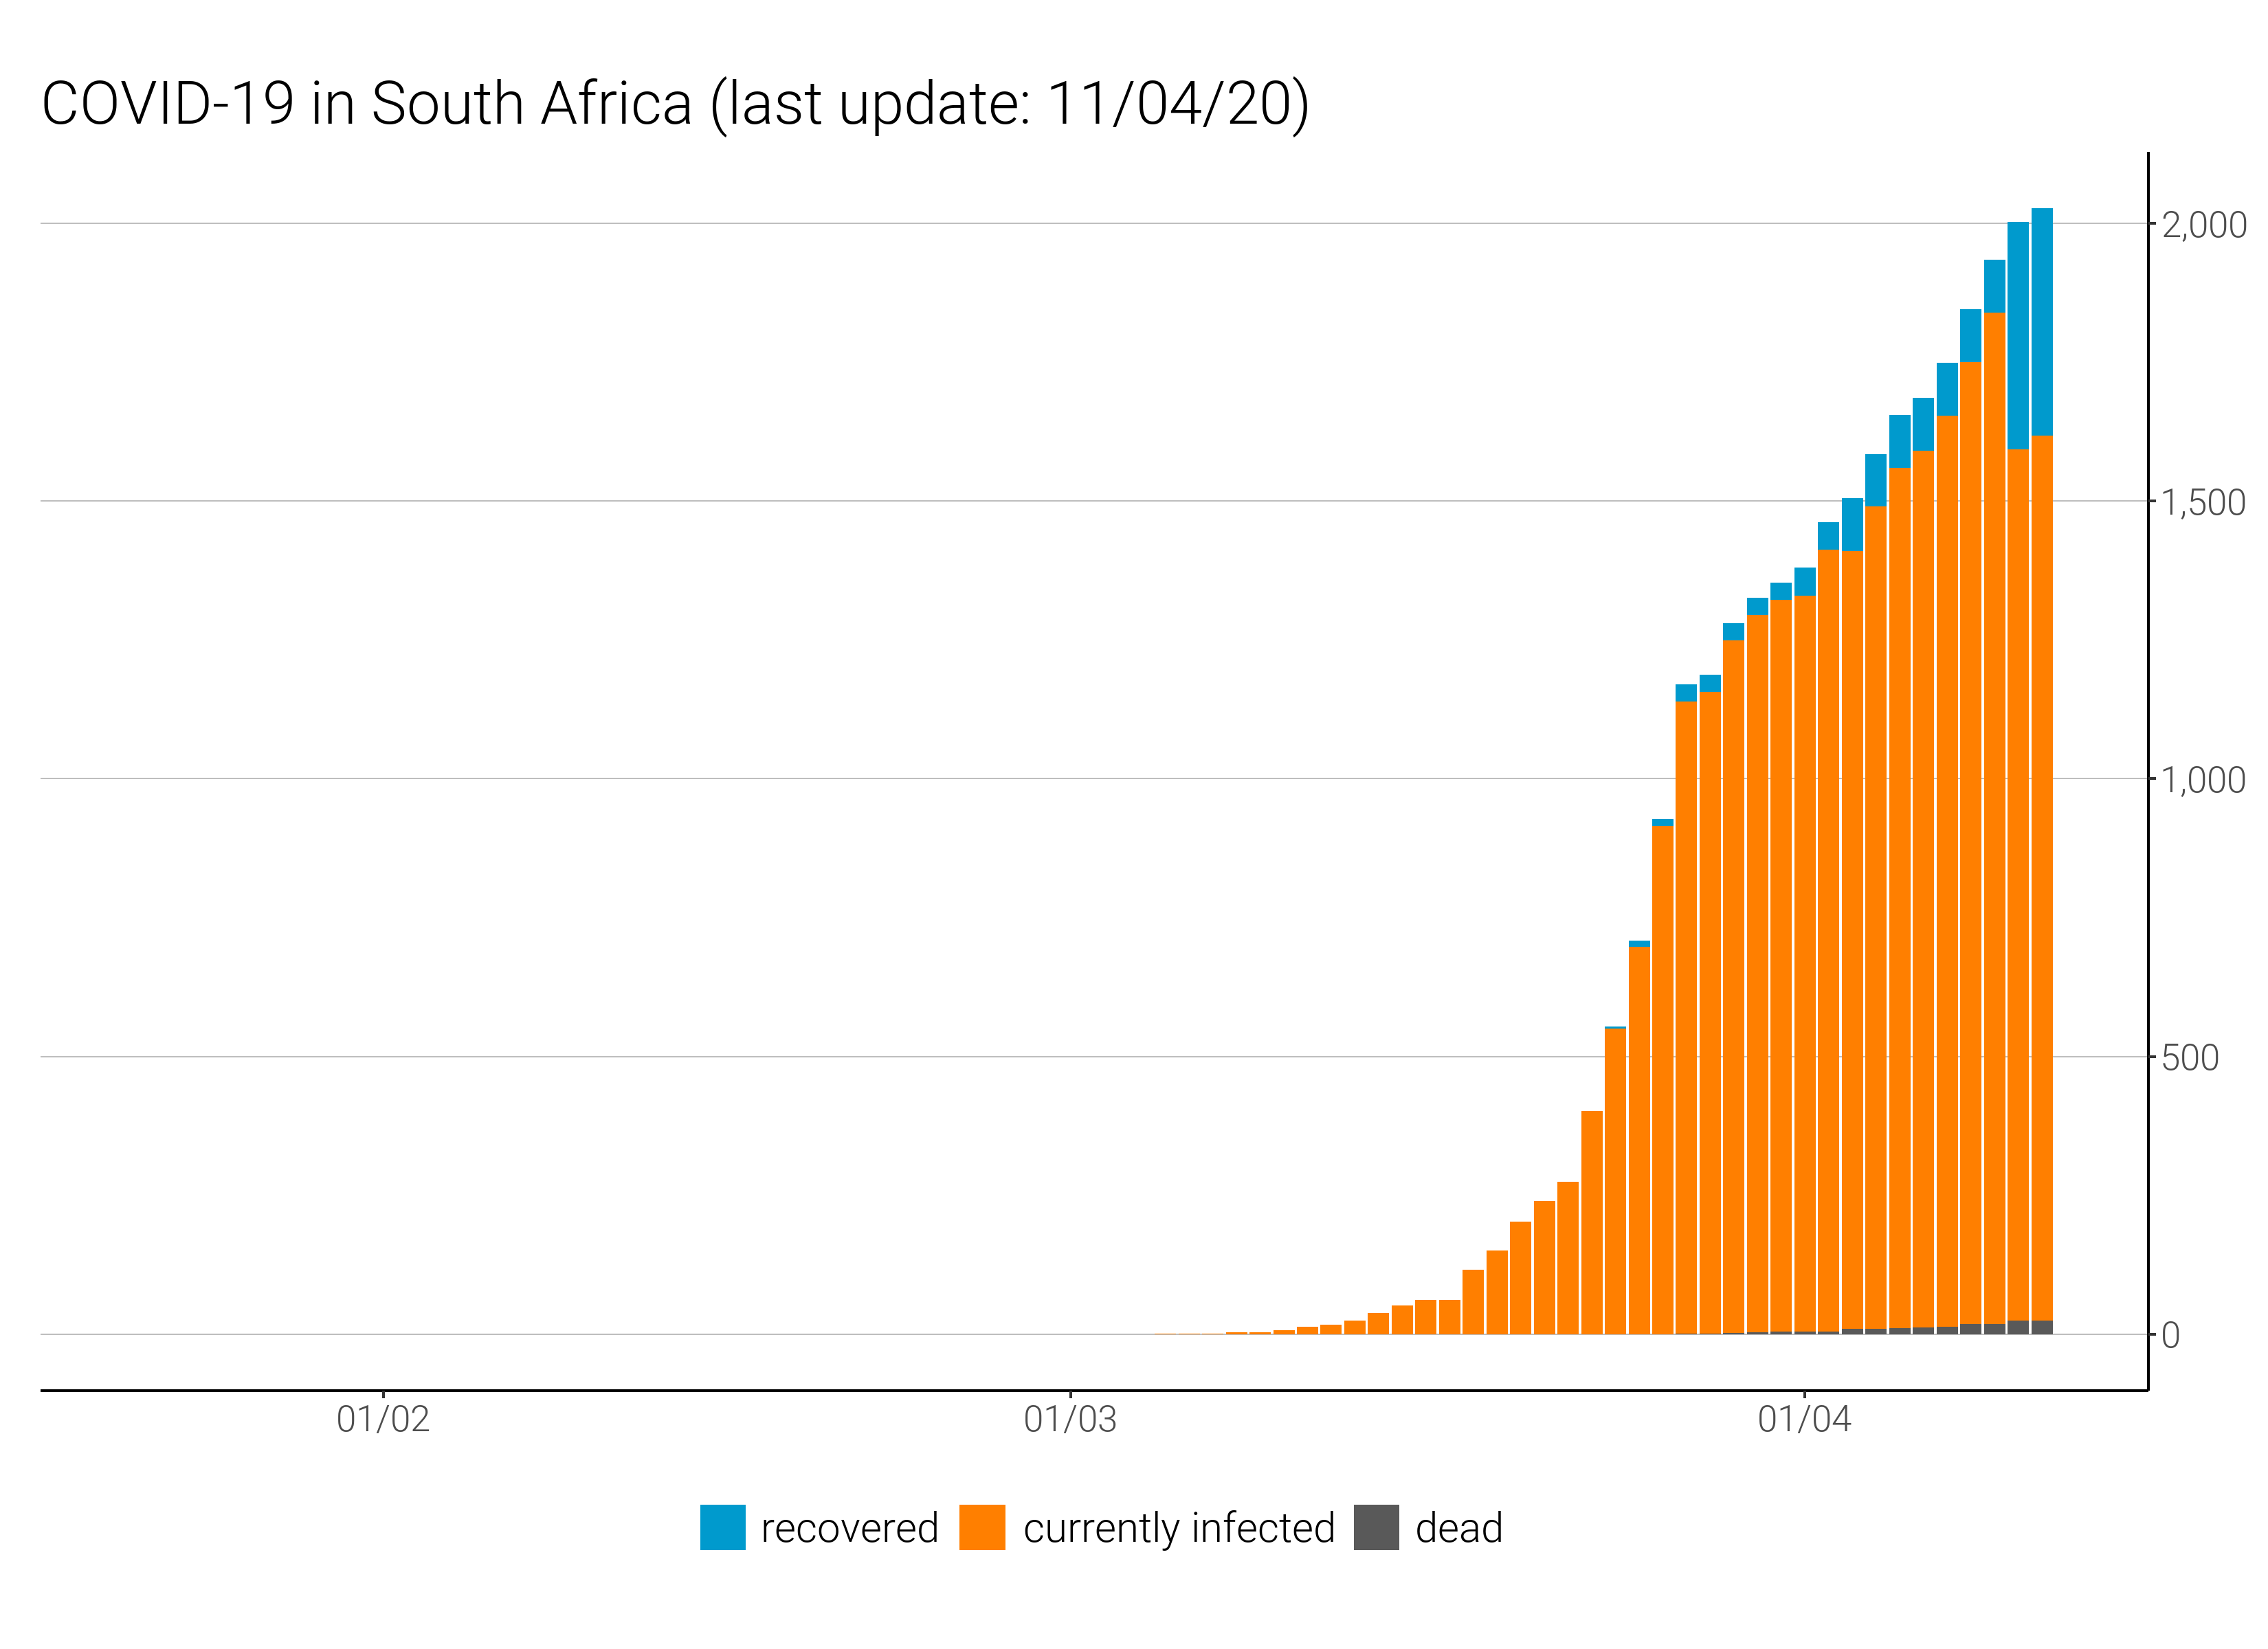 COVID-19 in South Africa (last update: 11/04/20)
2,000
1,500
1,000
500
0
01/02 01/03 01/04
recovered currently infected dead